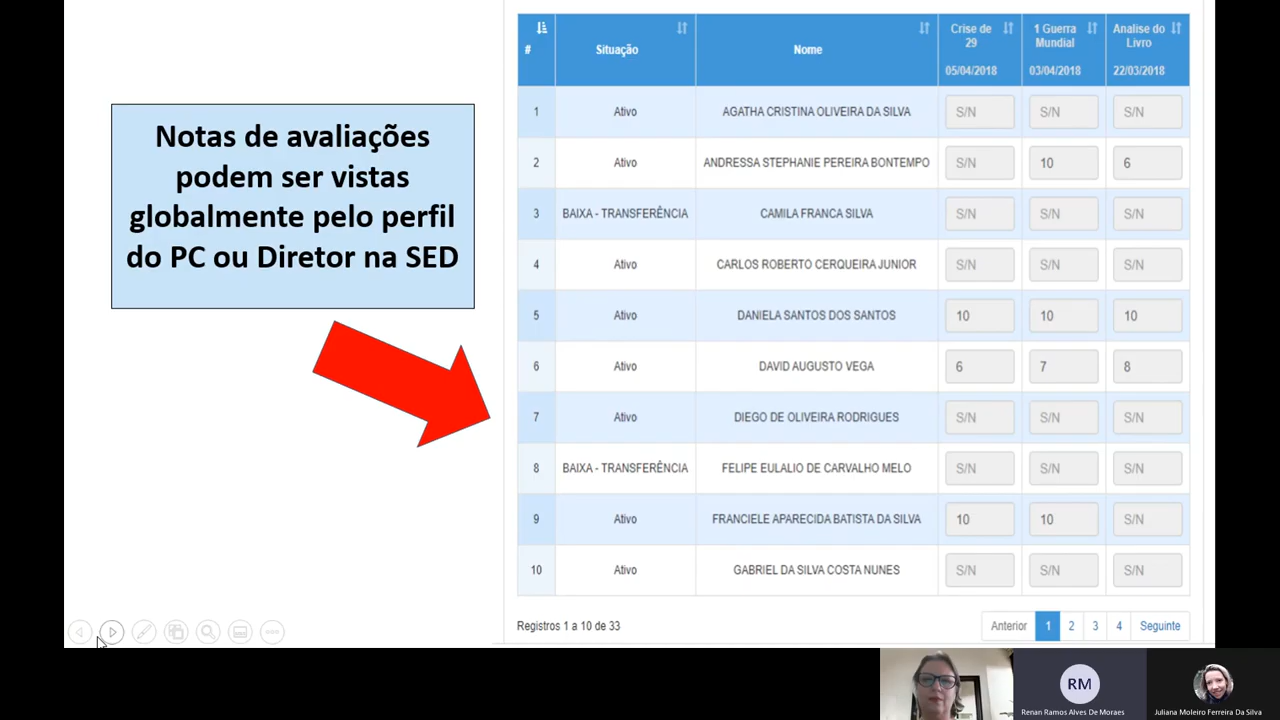 Notas de avaliações
podem ser vistas
globalmente pelo perfil
do PC ou Diretor na SED
# Situação Nome Crise de 29 05/04/2018 1 Guerra Mundial 03/04/2018 Analise do Livro 22/03/2018
1 Ativo AGATHA CRISTINA OLIVEIRA DA SILVA S/N S/N S/N
2 Ativo ANDRESSA STEPHANIE PEREIRA BONTEMPO S/N 10 6
3 BAIXA - TRANSFERÊNCIA CAMILA FRANCA SILVA S/N S/N S/N
4 Ativo CARLOS ROBERTO CERQUEIRA JUNIOR S/N S/N S/N
5 Ativo DANIELA SANTOS DOS SANTOS 10 10 10
6 Ativo DAVID AUGUSTO VEGA 6 7 8
7 Ativo DIEGO DE OLIVEIRA RODRIGUES S/N S/N S/N
8 BAIXA - TRANSFERÊNCIA FELIPE EULALIO DE CARVALHO MELO S/N S/N S/N
9 Ativo FRANCIELE APARECIDA BATISTA DA SILVA 10 10 S/N
10 Ativo GABRIEL DA SILVA COSTA NUNES S/N S/N S/N
Registros 1 a 10 de 33 Anterior 1 2 3 4 Seguinte
RM
Renan Ramos Alves De Moraes
Juliana Moleiro Ferreira Da Silva